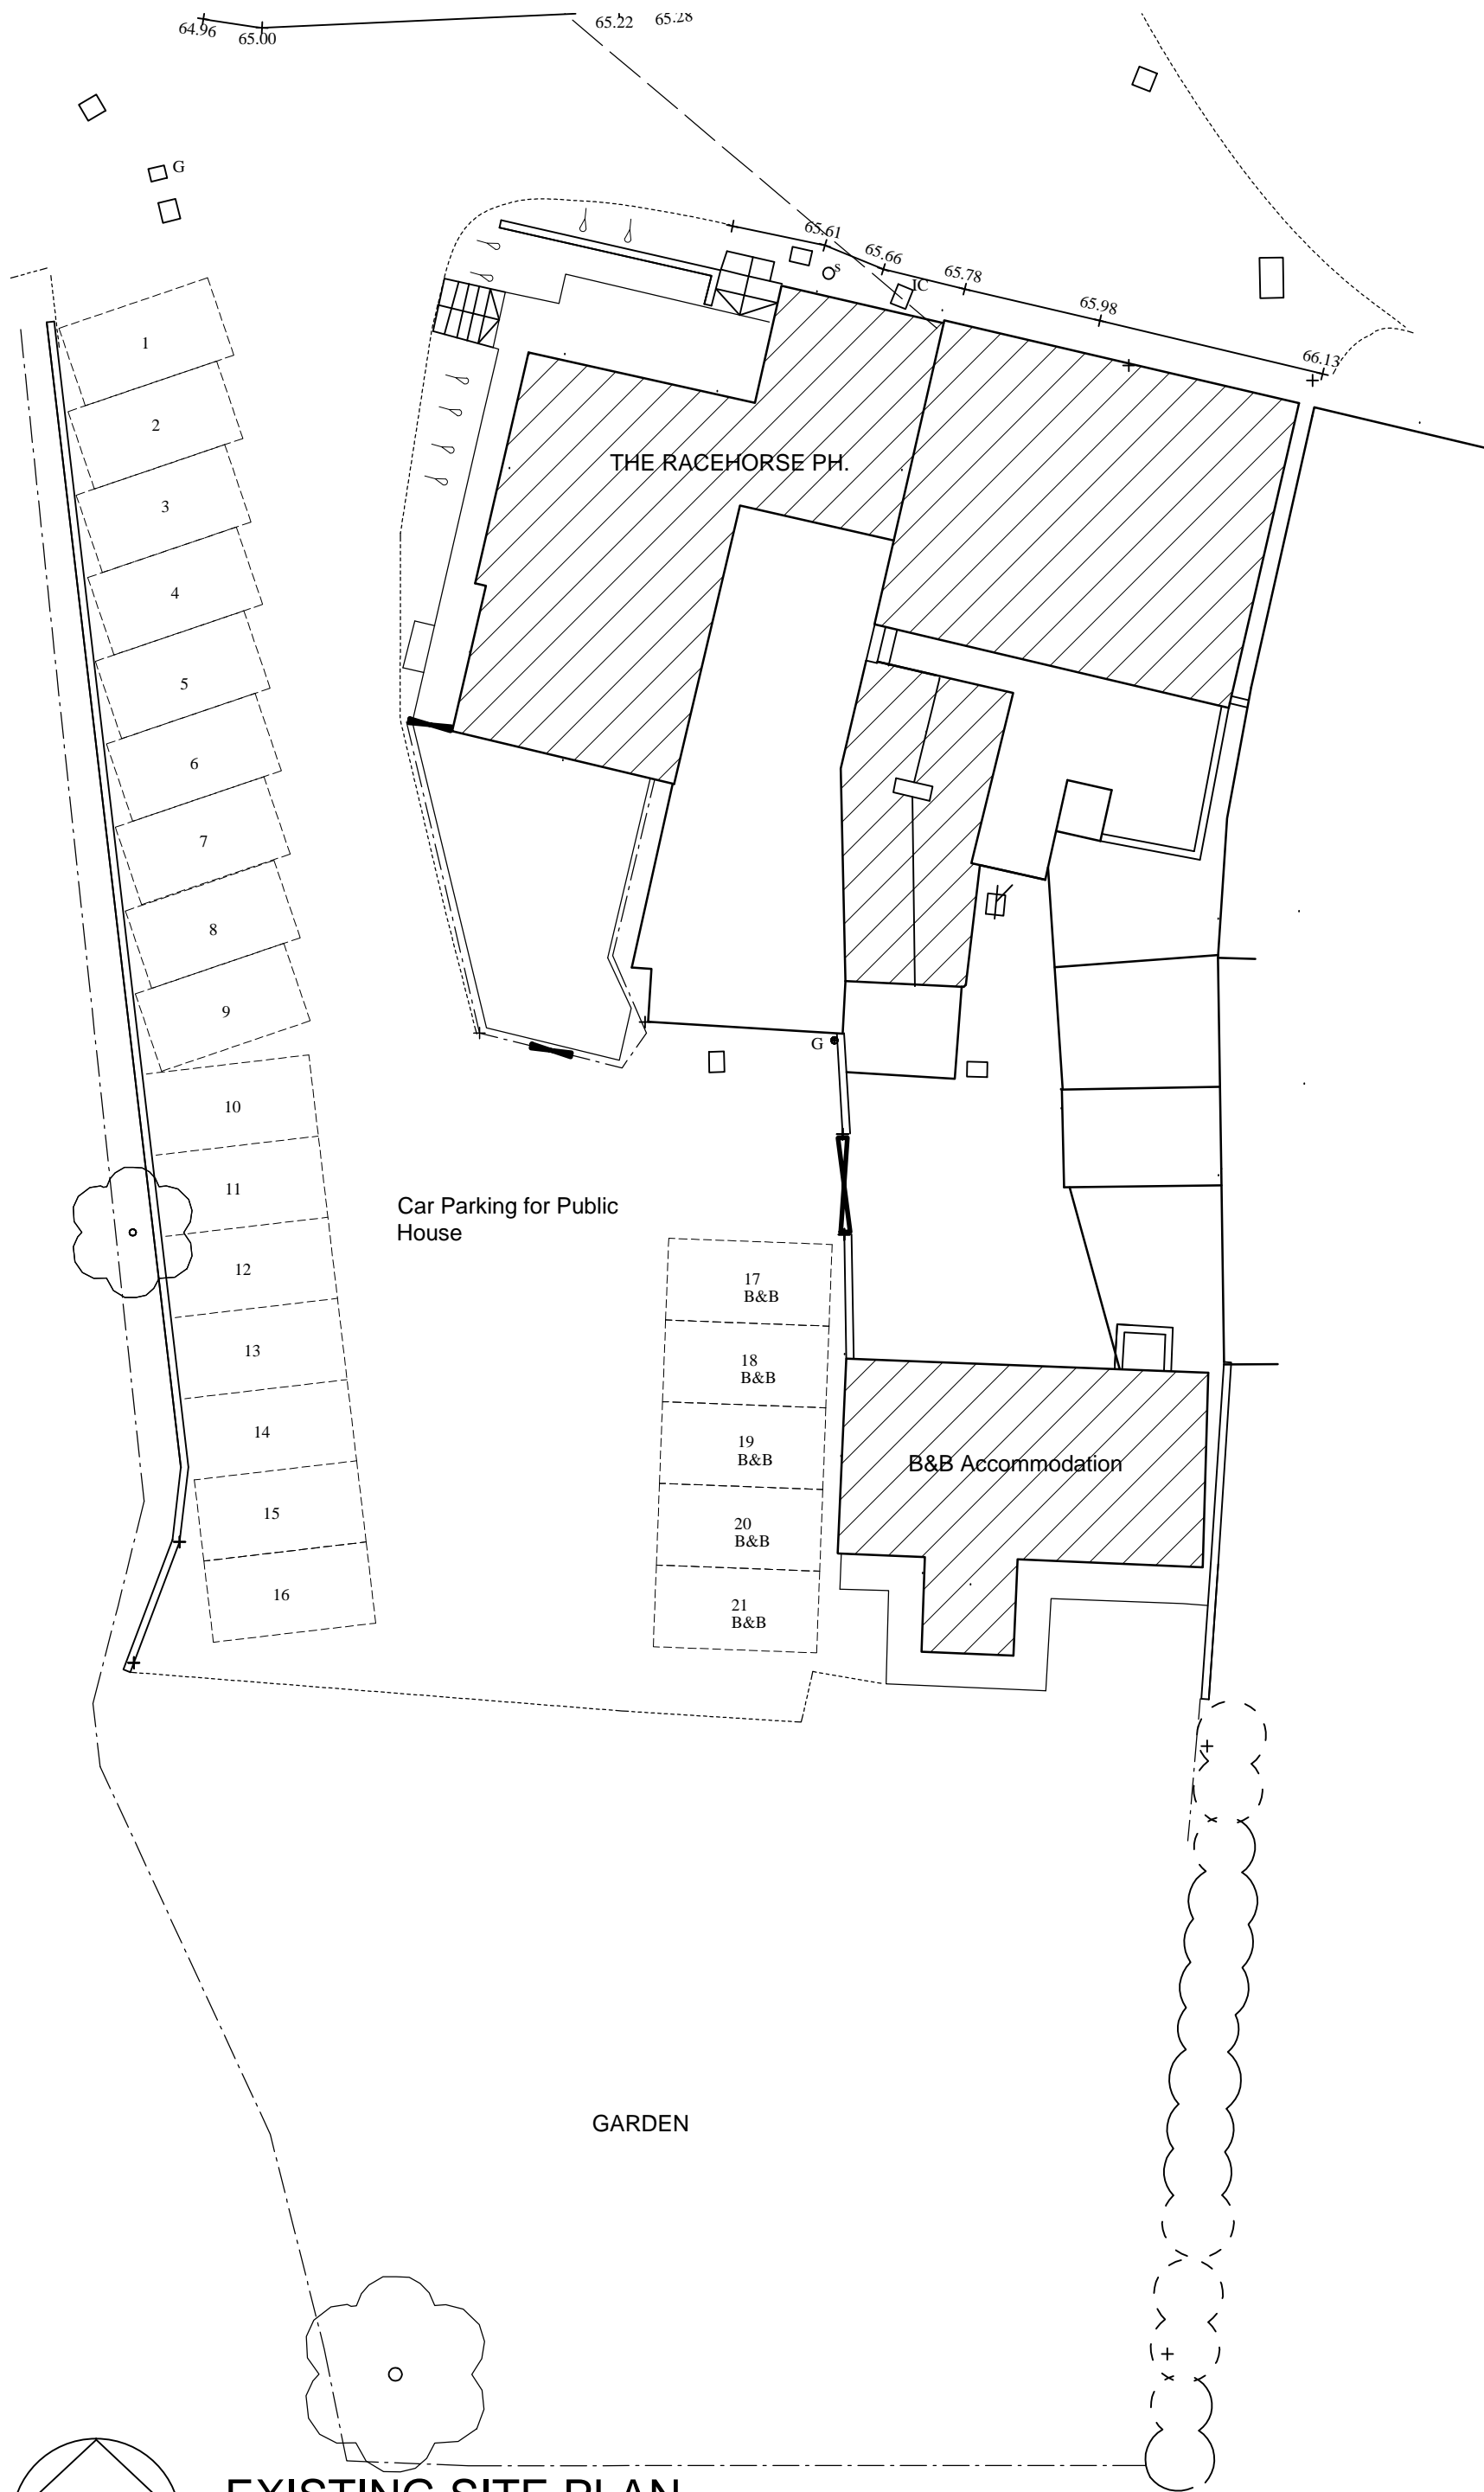 64.96
65.00
65.22
65.28
G
65.61
65.66
65.78
S
IC
65.98
66.13
1
2
THE RACEHORSE PH.
3
4
5
6
7
8
9
G
10
11
Car Parking for Public
House
12
13
14
15
16
17
B&B
18
B&B
19
B&B
20
B&B
21
B&B
B&B Accommodation
GARDEN
EXISTING SITE PLAN